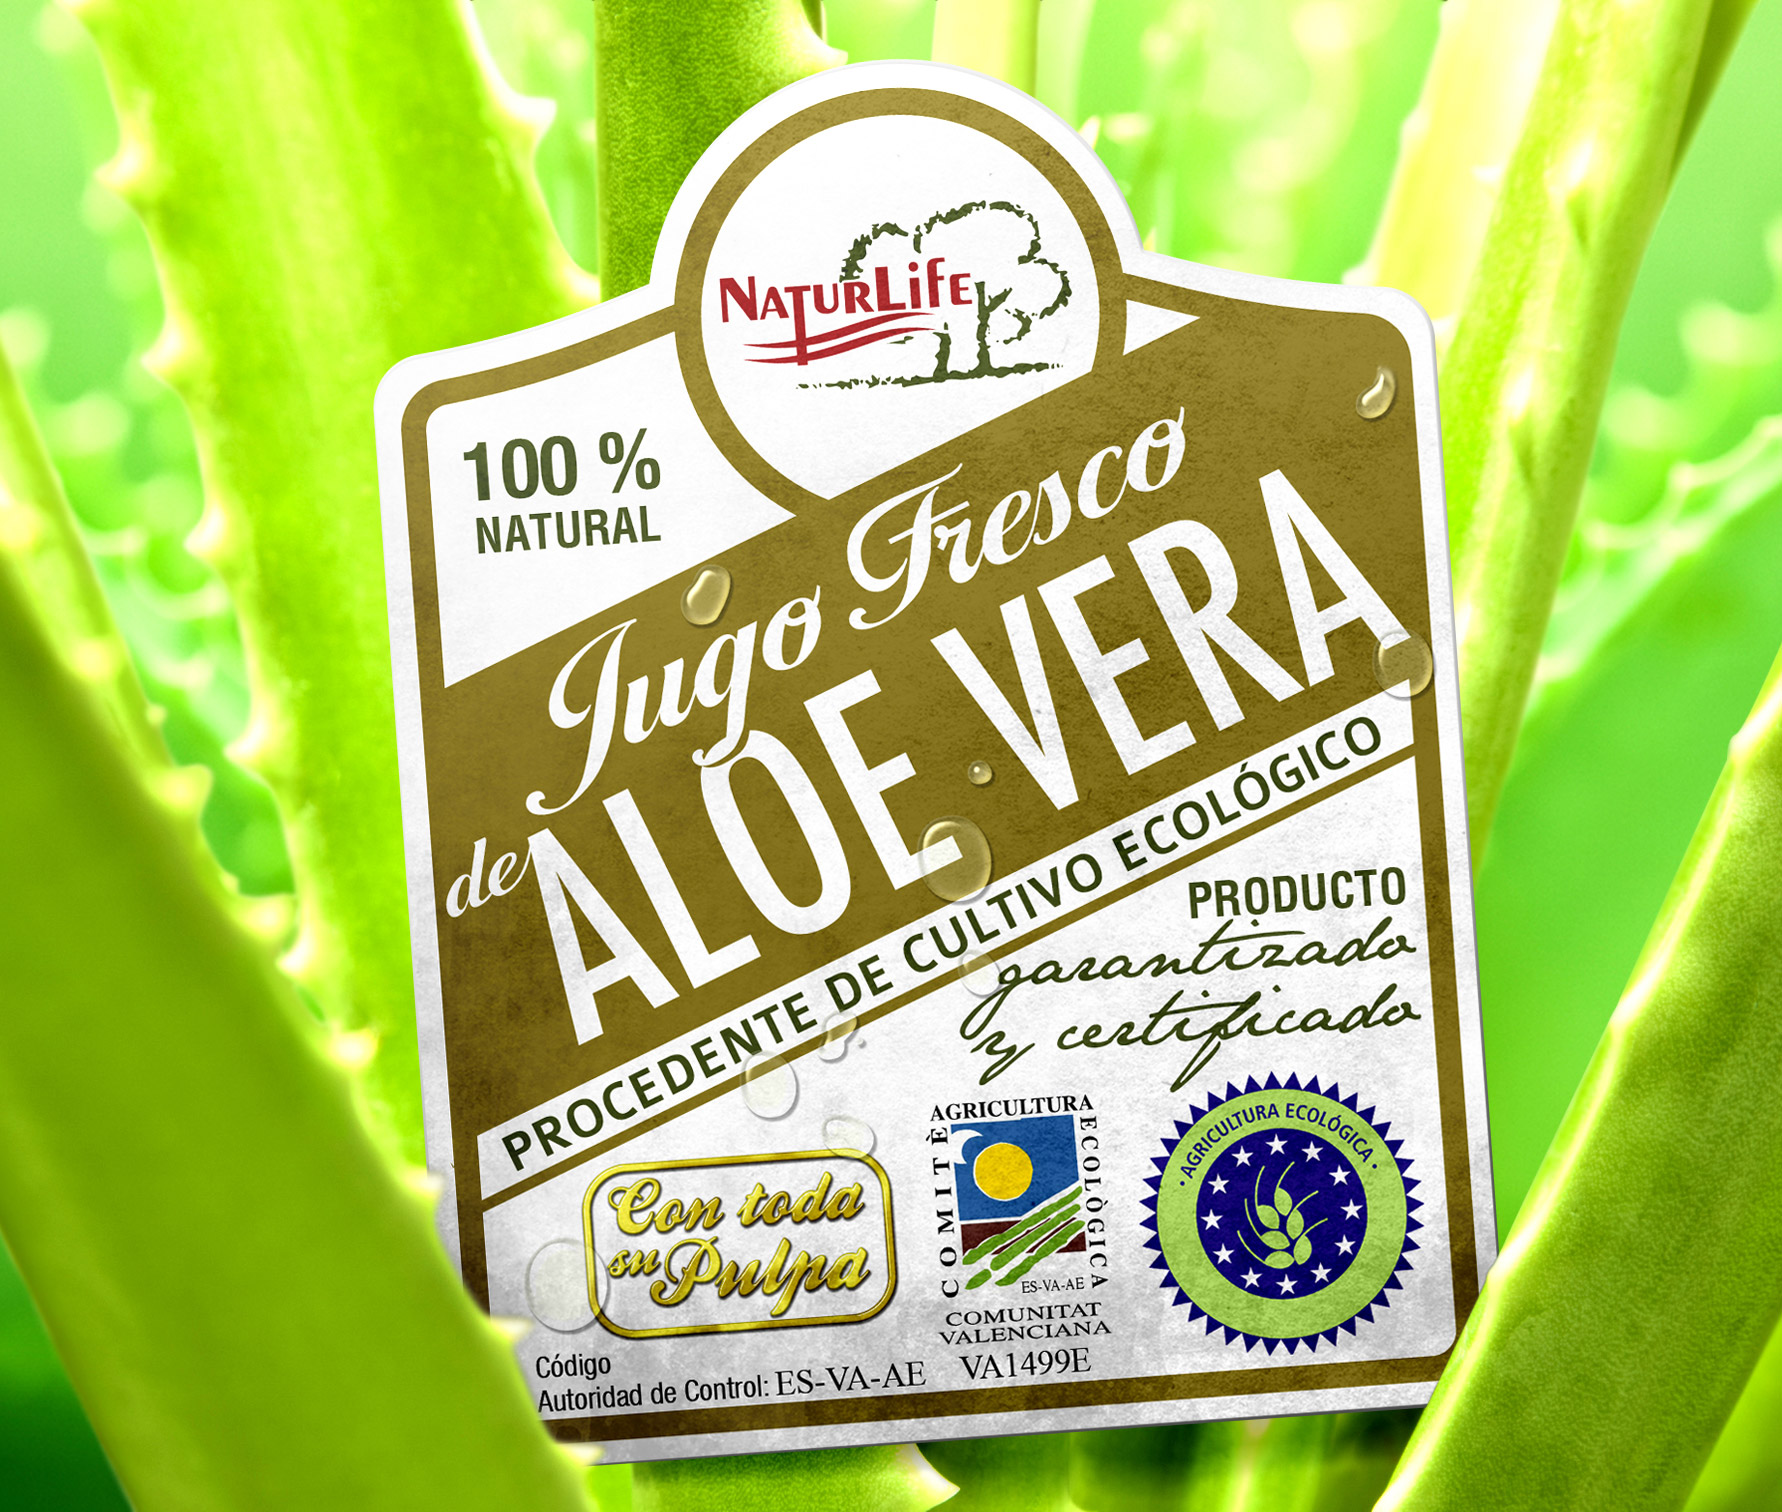 NATURLIFE
100 %
NATURAL
Jugo Fresco
de ALOE VERA
PROCEDENTE DE CULTIVO ECOLÓGICO
PRODUCTO
garantizado
y certificado
Con toda
su Pulpa
COMITÈ
AGRICULTURA
ECOLÒGICA
ES-VA-AE
COMUNITAT
VALENCIANA
VA1499E
· AGRICULTURA ECOLÓGICA ·
Código
Autoridad de Control: ES-VA-AE